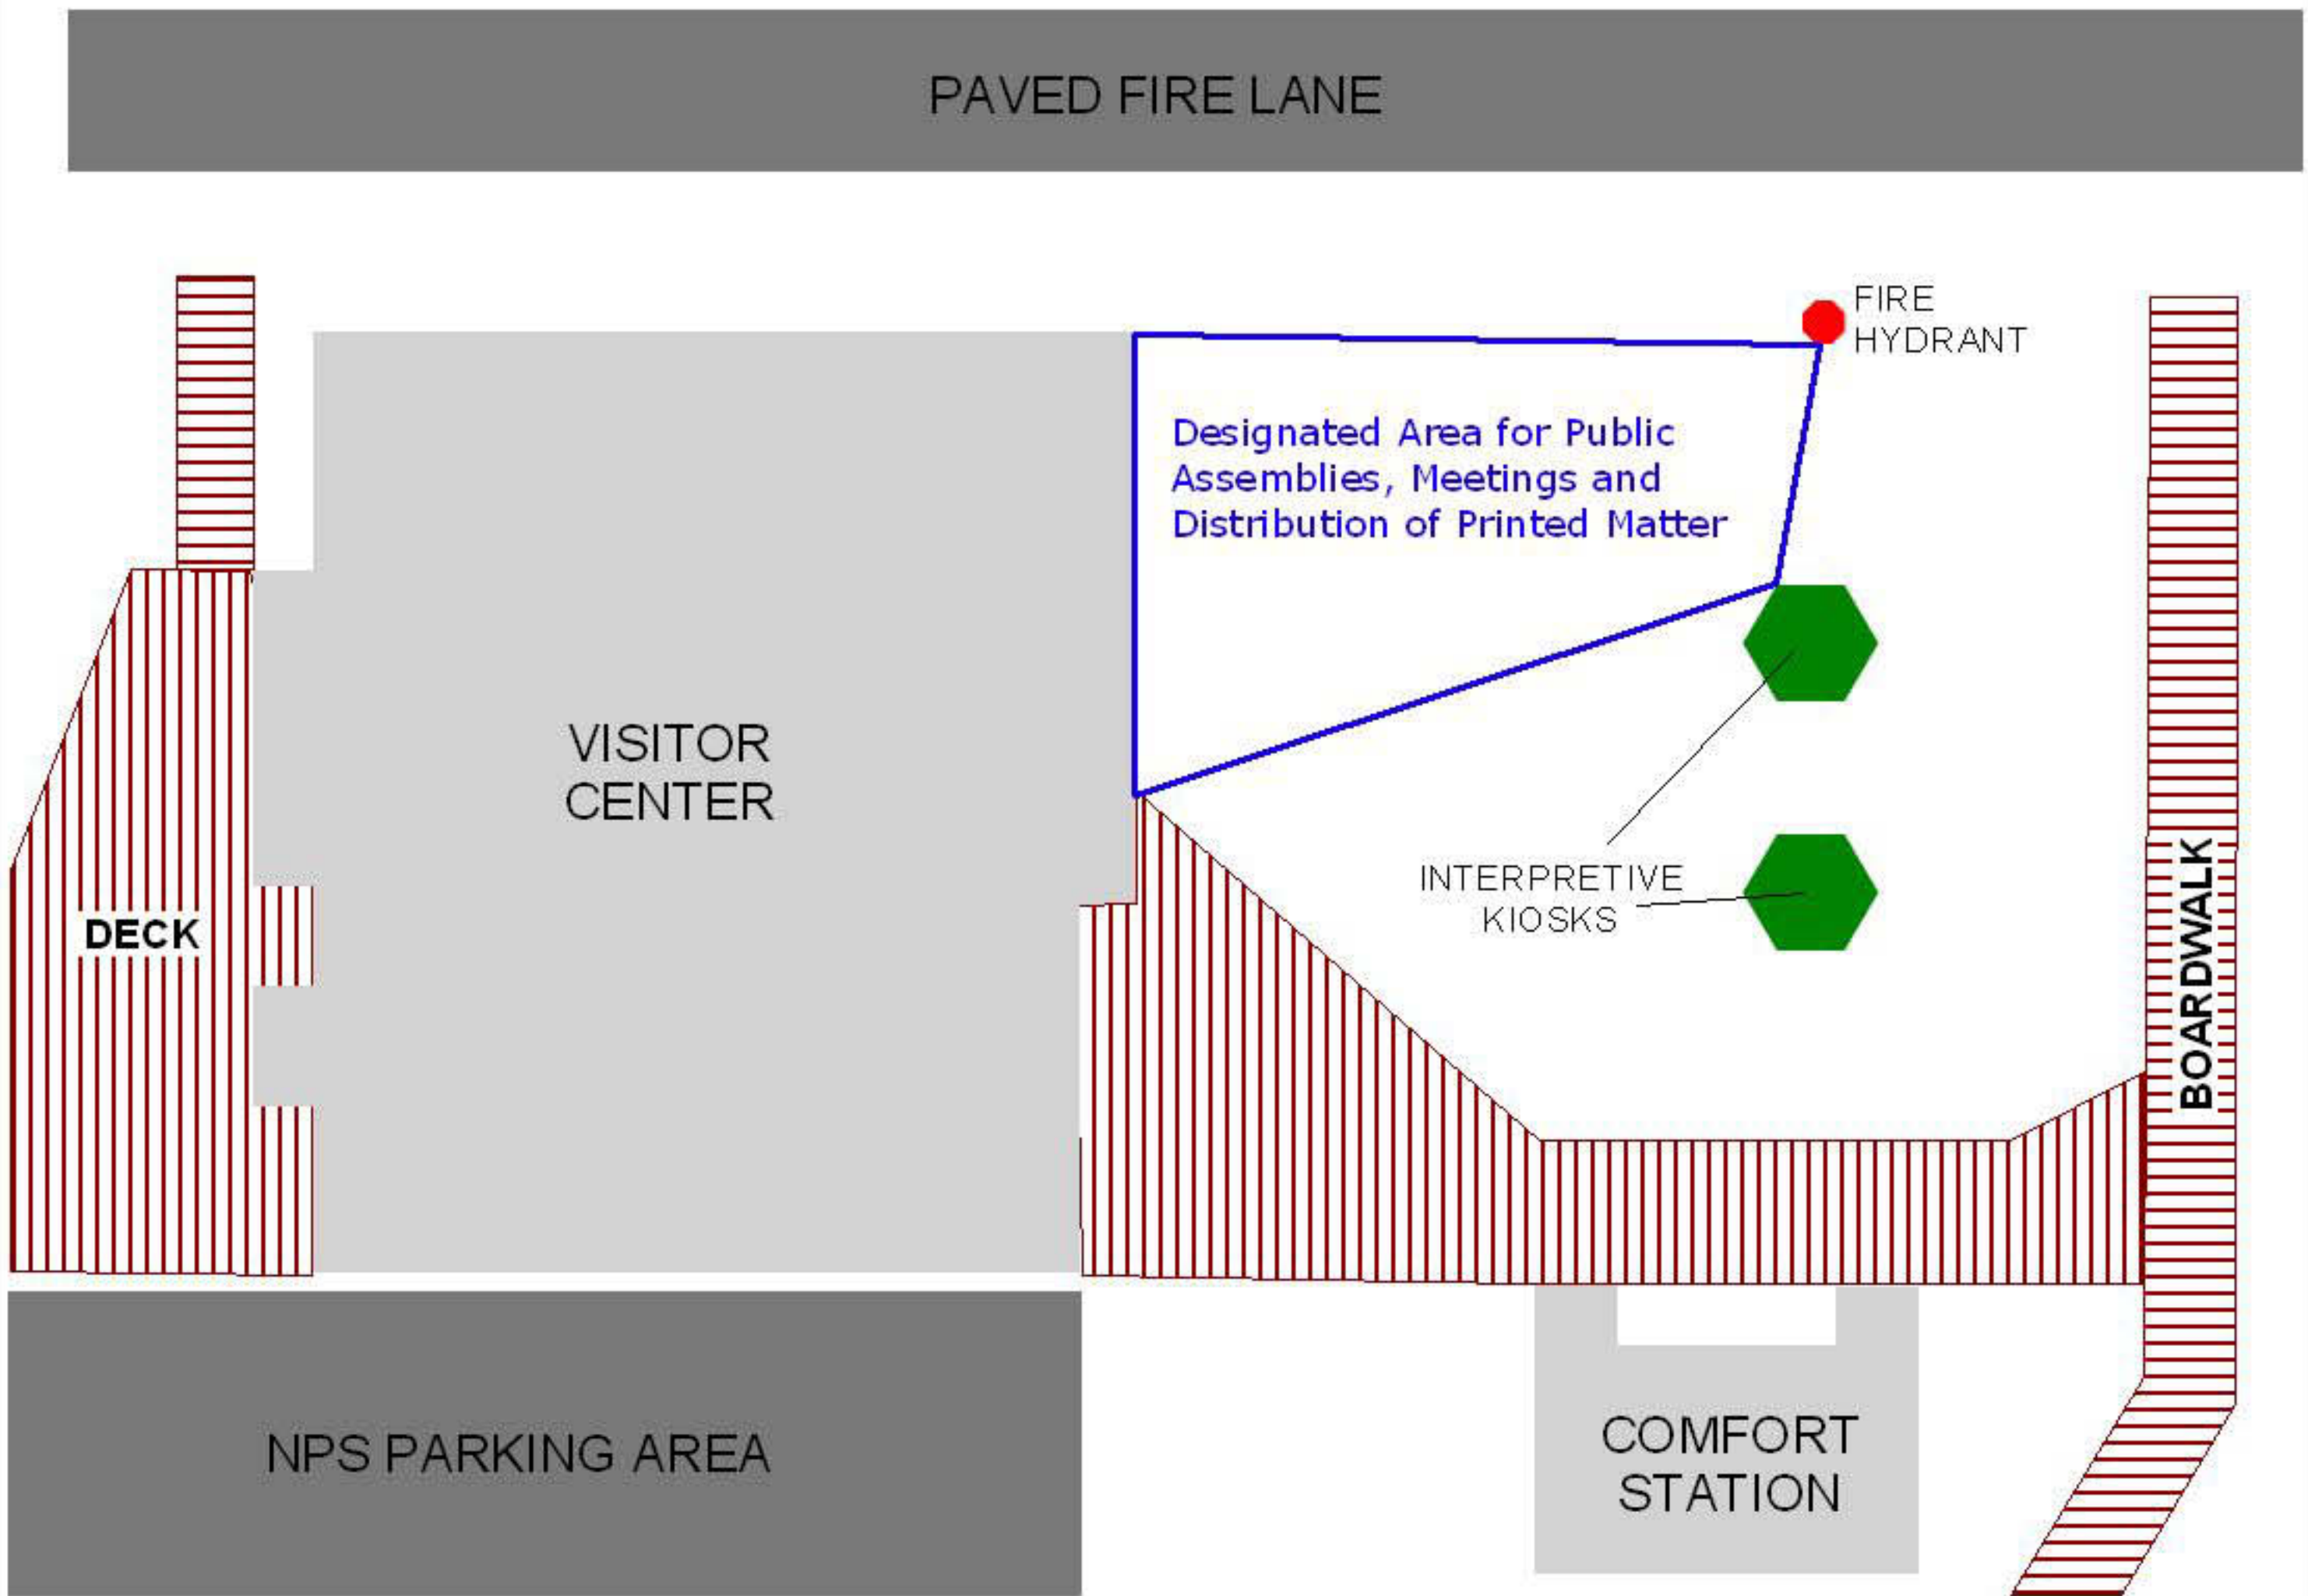 PAVED FIRE LANE
FIRE
HYDRANT
Designated Area for Public
Assemblies, Meetings and
Distribution of Printed Matter
VISITOR
CENTER
INTERPRETIVE
KIOSKS
DECK
BOARDWALK
NPS PARKING AREA
COMFORT
STATION